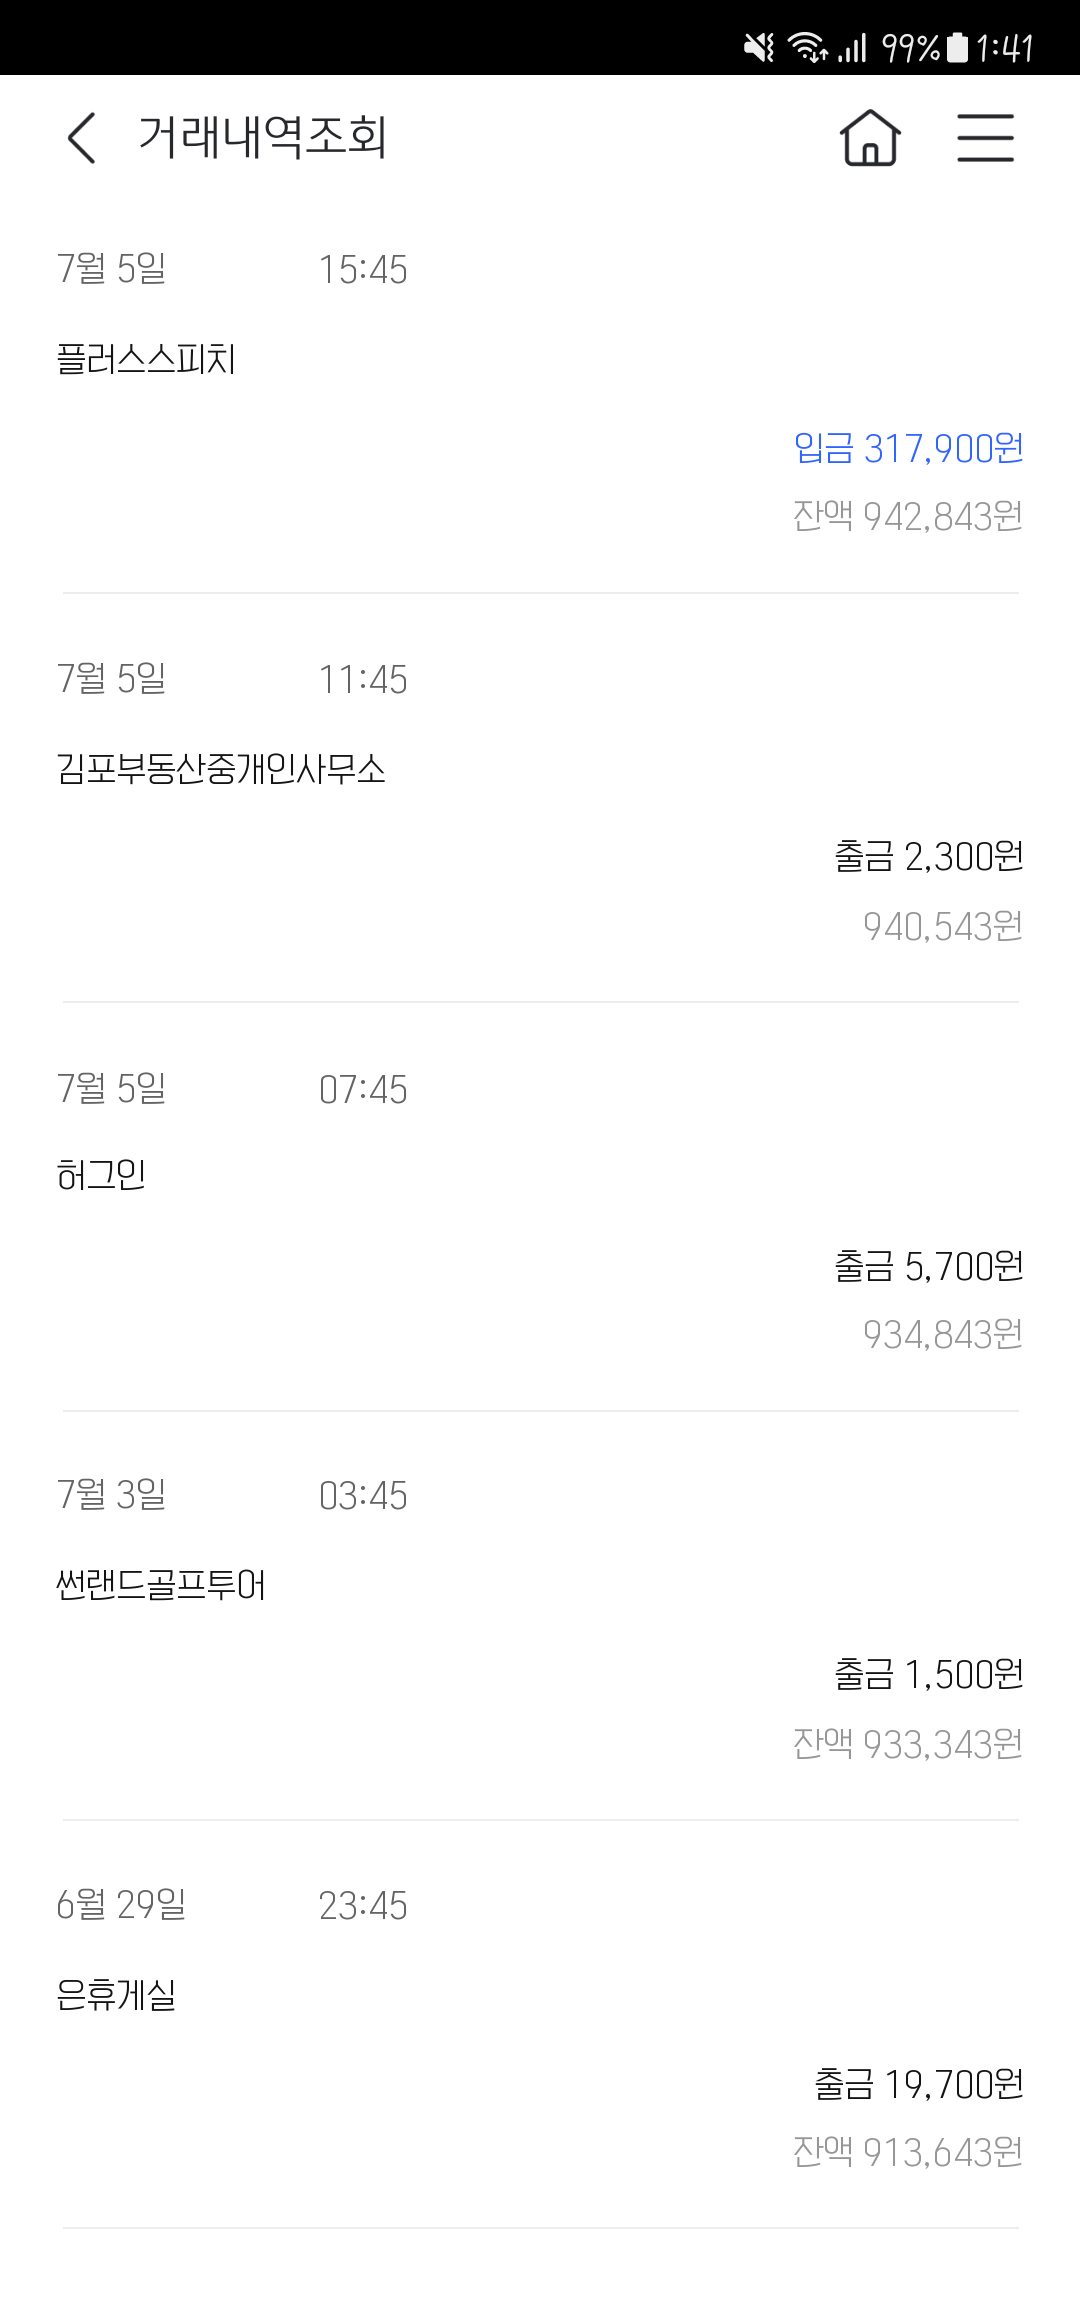 99% 1:41
거래내역조회
7월 5일 15:45
플러스스피치
입금 317,900원
잔액 942,843원
7월 5일 11:45
김포부동산중개인사무소
출금 2,300원
940,543원
7월 5일 07:45
허그인
출금 5,700원
934,843원
7월 3일 03:45
썬랜드골프투어
출금 1,500원
잔액 933,343원
6월 29일 23:45
은휴게실
출금 19,700원
잔액 913,643원